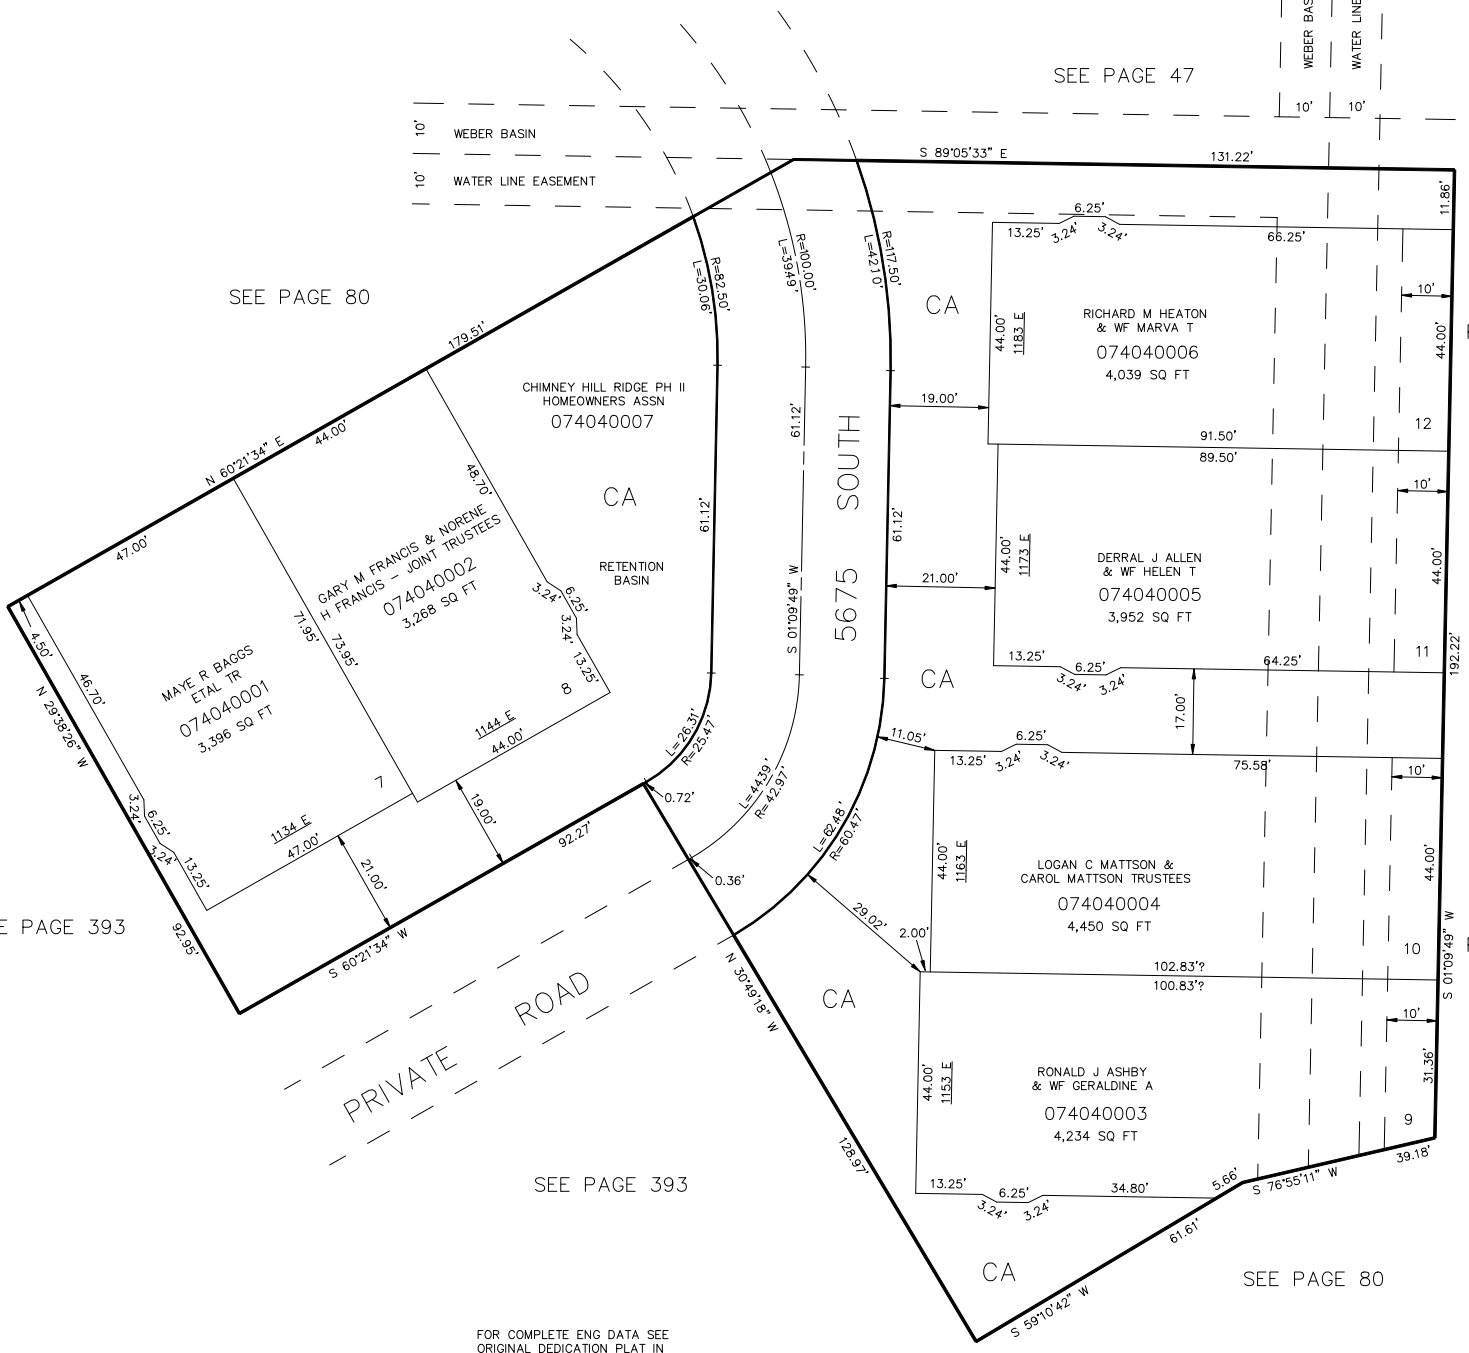 WEBER BAS
WATER LINE
SEE PAGE 47
10'
10'
10'
WEBER BASIN
10'
WATER LINE EASEMENT
S 89°05'33" E
131.22'
11.86'
6.25'
13.25'
3.24'
3.24'
66.25'
R=82.50'
L=30.06'
R=100.00'
L=39.49'
R=117.50'
L=42.10'
SEE PAGE 80
CA
RICHARD M HEATON
& WF MARVA T
074040006
4,039 SQ FT
44.00'
1183 E
10'
44.00'
179.51'
CHIMNEY HILL RIDGE PH II
HOMEOWNERS ASSN
074040007
19.00'
61.12'
12
91.50'
89.50'
N 60°21'34" E
44.00'
48.70'
CA
61.12'
61.12'
5675 SOUTH
10'
47.00'
GARY M FRANCIS & NORENE
H FRANCIS - JOINT TRUSTEES
074040002
3,268 SQ FT
RETENTION
BASIN
S 01°09'49" W
21.00'
44.00'
1173 E
DERRAL J ALLEN
& WF HELEN T
074040005
3,952 SQ FT
44.00'
6.25'
3.24'
3.24'
13.25'
8
71.95'
73.95'
4.50'
N 29°38'26" W
46.70'
MAYE R BAGGS
ETAL TR
074040001
3,396 SQ FT
11
192.22'
13.25'
6.25'
3.24'
3.24'
64.25'
CA
17.00'
1144 E
44.00'
L=26.31'
R=25.47'
11.05'
6.25'
13.25'
3.24'
3.24'
75.58'
10'
7
L=44.39'
R=42.97'
0.72'
19.00'
3.24'
6.25'
3.24'
13.25'
1134 E
47.00'
21.00'
92.27'
L=62.48'
R=60.47'
0.36'
44.00'
1163 E
LOGAN C MATTSON &
CAROL MATTSON TRUSTEES
074040004
4,450 SQ FT
44.00'
E PAGE 393
92.95'
S 60°21'34" W
29.02'
2.00'
10
S 01°09'49" W
102.83'?
100.83'?
N 30°49'18" W
CA
PRIVATE ROAD
10'
44.00'
1153 E
RONALD J ASHBY
& WF GERALDINE A
074040003
4,234 SQ FT
31.36'
9
128.97'
39.18'
SEE PAGE 393
13.25'
6.25'
3.24'
3.24'
34.80'
5.66'
S 76°55'11" W
61.61'
CA
SEE PAGE 80
S 59°10'42" W
FOR COMPLETE ENG DATA SEE
ORIGINAL DEDICATION PLAT IN